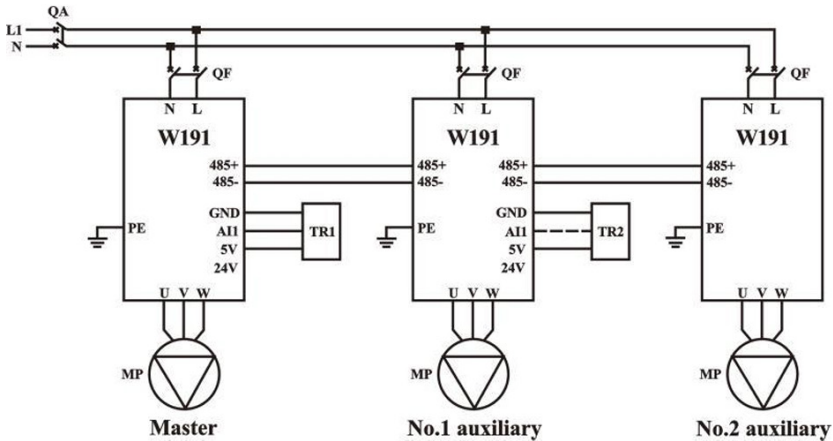 QA
L1
N
QF
QF
QF
N L
N L
N L
W191
W191
W191
485+
485-
485+
485-
485+
485-
485+
485-
GND
AI1
5V
24V
TR1
GND
AI1
5V
24V
TR2
PE
PE
PE
U V W
U V W
U V W
MP
MP
MP
Master
No.1 auxiliary
No.2 auxiliary